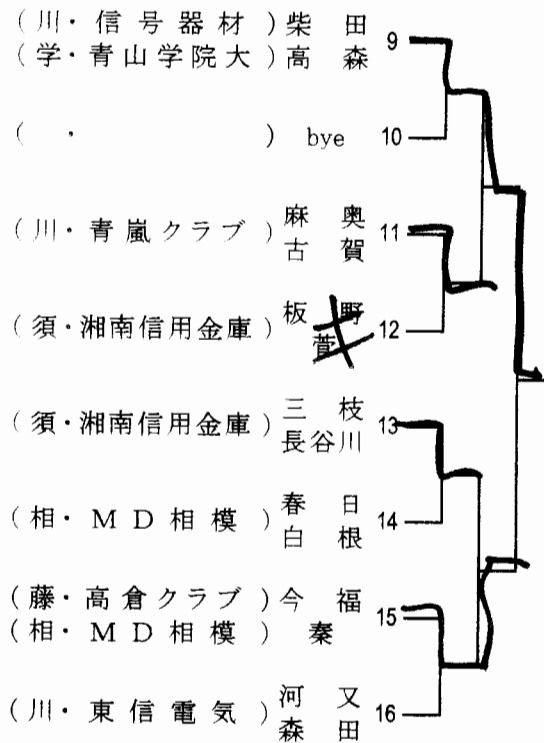 (川・信号器材)柴田 9
(学・青山学院大)高森
(・)bye 10
(川・青嵐クラブ)麻奥 11
古賀
(須・湘南信用金庫)板野 12
菅
(須・湘南信用金庫)三枝 13
長谷川
(相・MD相模)春日 14
白根
(藤・高倉クラブ)今福 15
(相・MD相模)秦
(川・東信電気)河又 16
森田